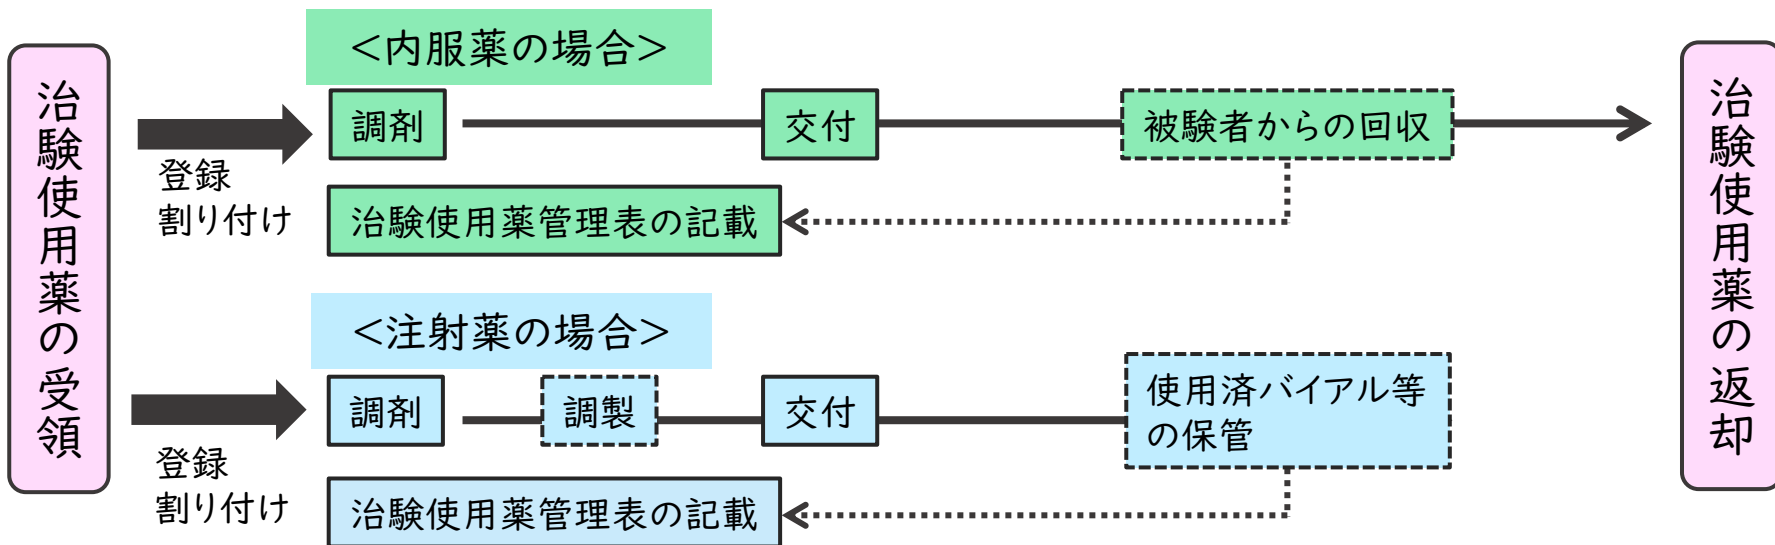 治験使用薬の受領
登録
割り付け
<内服薬の場合>
調剤
交付
被験者からの回収
治験使用薬管理表の記載
登録
割り付け
<注射薬の場合>
調剤
調製
交付
使用済バイアル等
の保管
治験使用薬管理表の記載
治験使用薬の返却